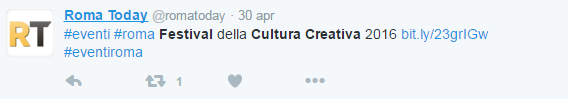 RT
Roma Today @romatoday · 30 apr
#eventi #roma Festival della Cultura Creativa 2016 bit.ly/23grIGw
#eventiroma
1